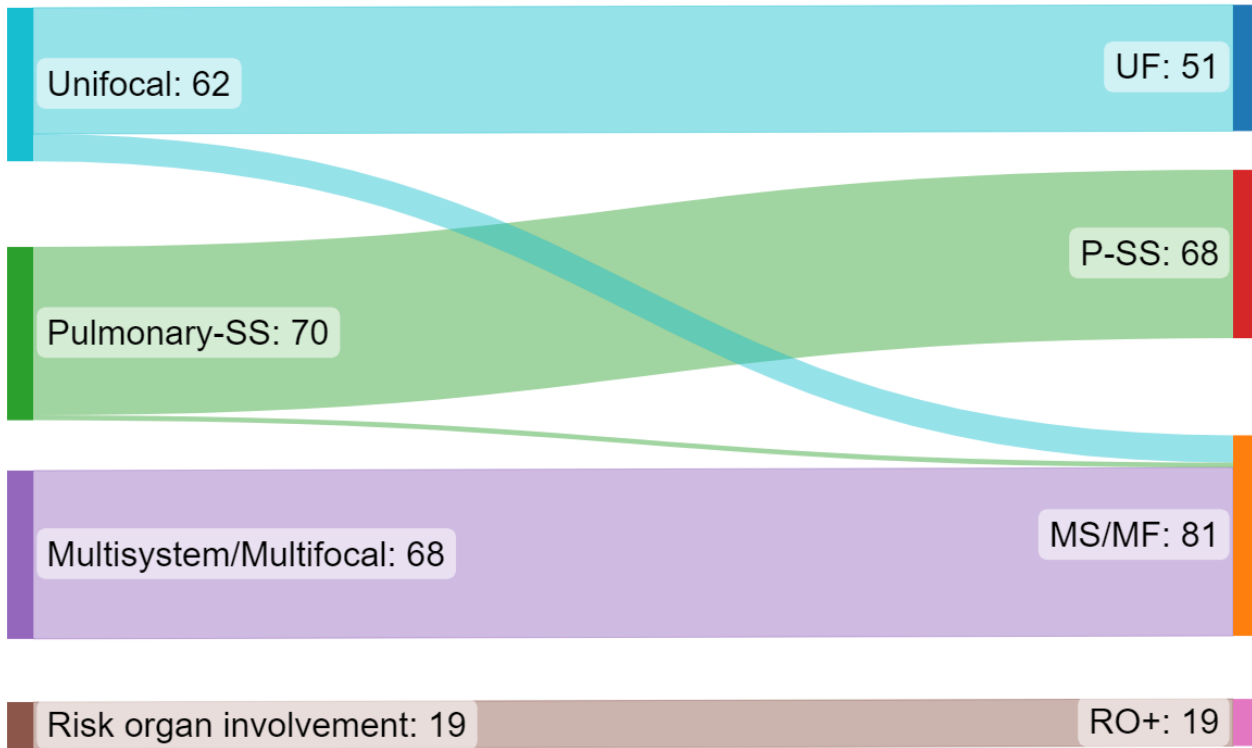 Unifocal: 62
UF: 51
P-SS: 68
Pulmonary-SS: 70
MS/MF: 81
Multisystem/Multifocal: 68
Risk organ involvement: 19
RO+: 19